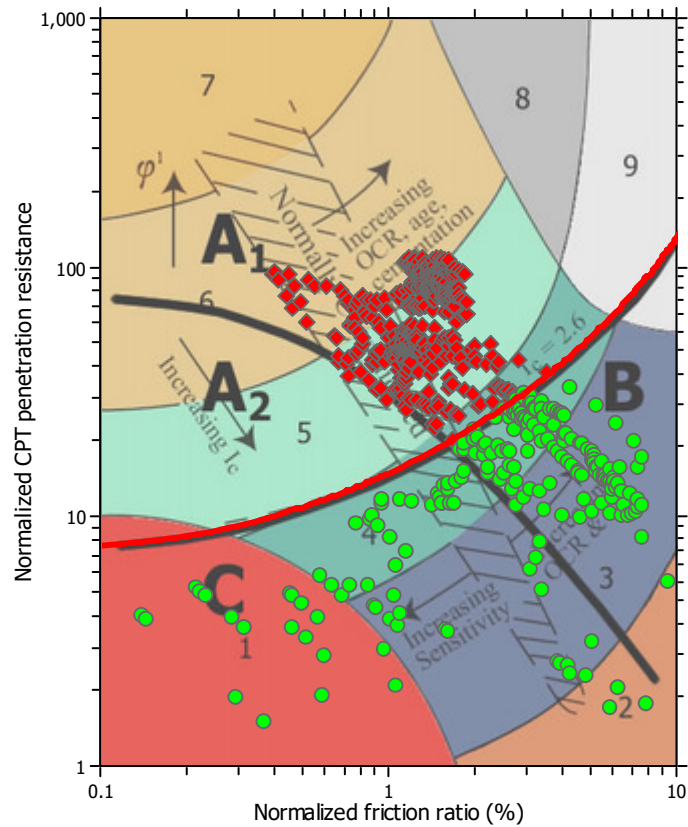 1,000
7
8
9
φ¹
Increasing
OCR, age,
cementation
A1
6
100
Normalized CPT penetration resistance
Ic = 2.6
A2
B
Increasing Ic
5
10
4
3
C
1
Increasing
Sensitivity
2
1
0.1
1
10
Normalized friction ratio (%)